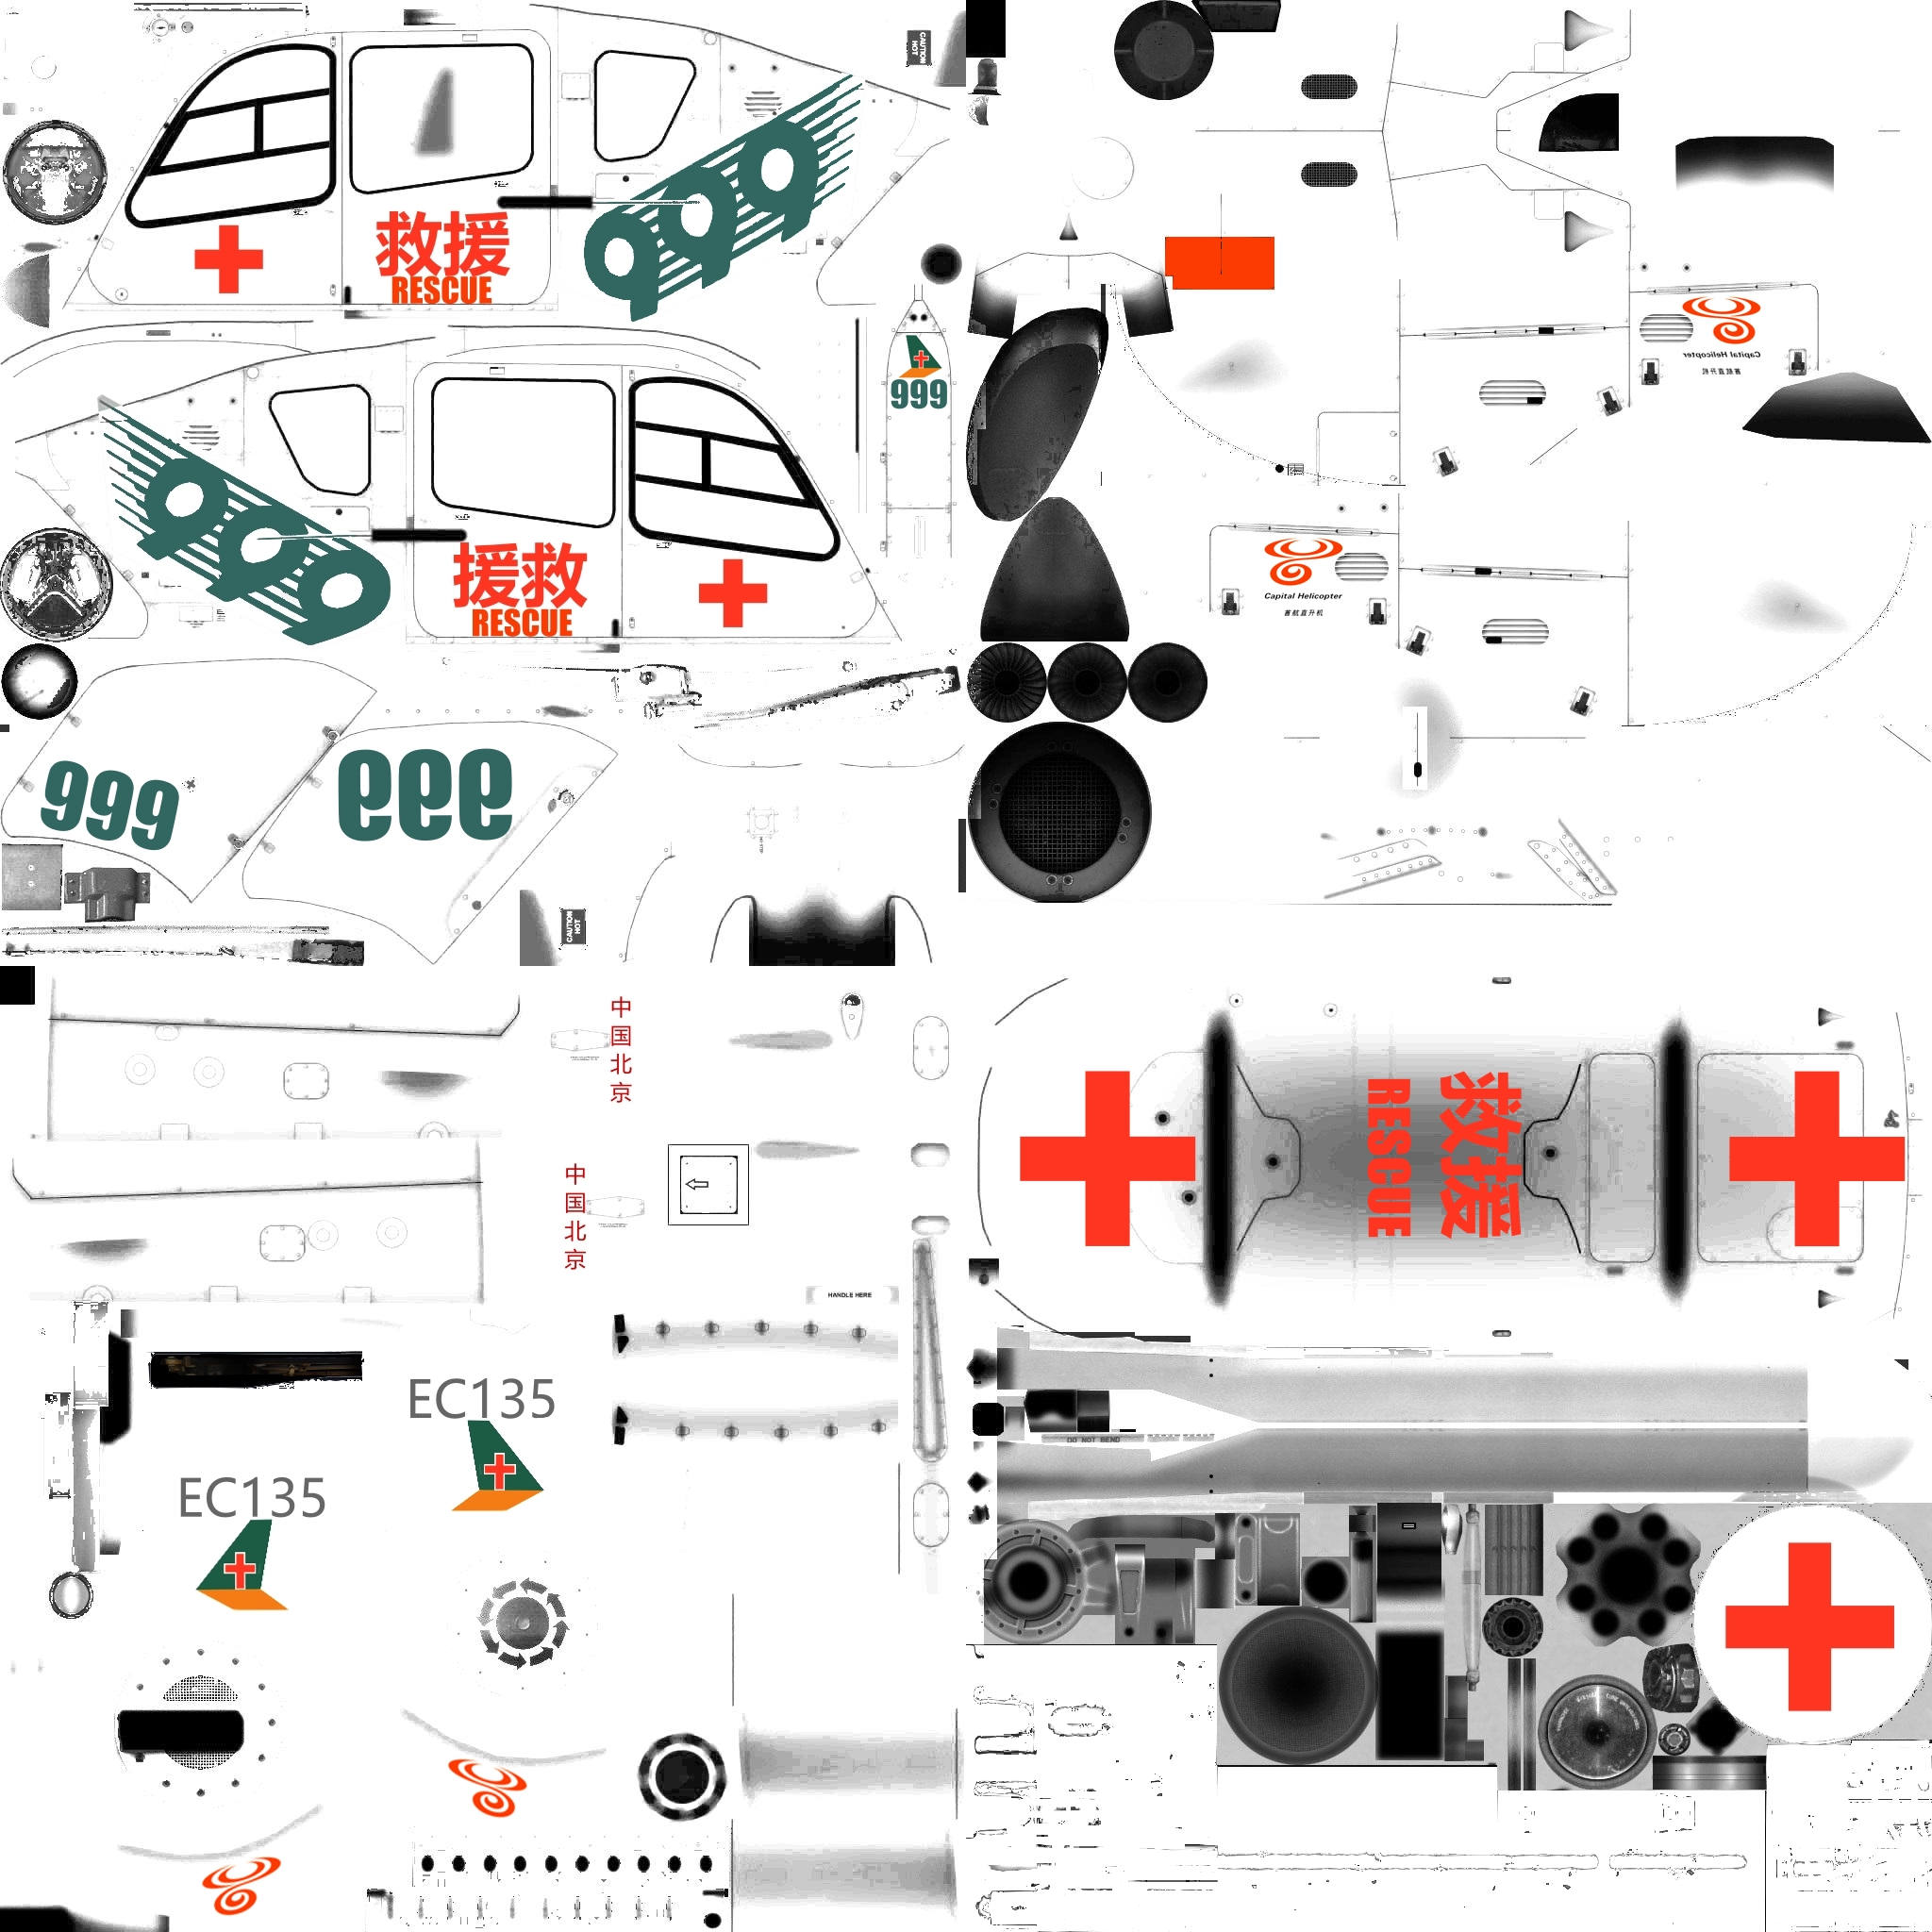 CAUTION
HOT
999
救援
RESCUE
999
999
Capital Helicopter
首航直升机
援救
RESCUE
Capital Helicopter
首航直升机
999
999
CAUTION
HOT
中
国
北
京
中
国
北
京
救援
RESCUE
HANDLE HERE
EC135
DO NOT BEND
EC135